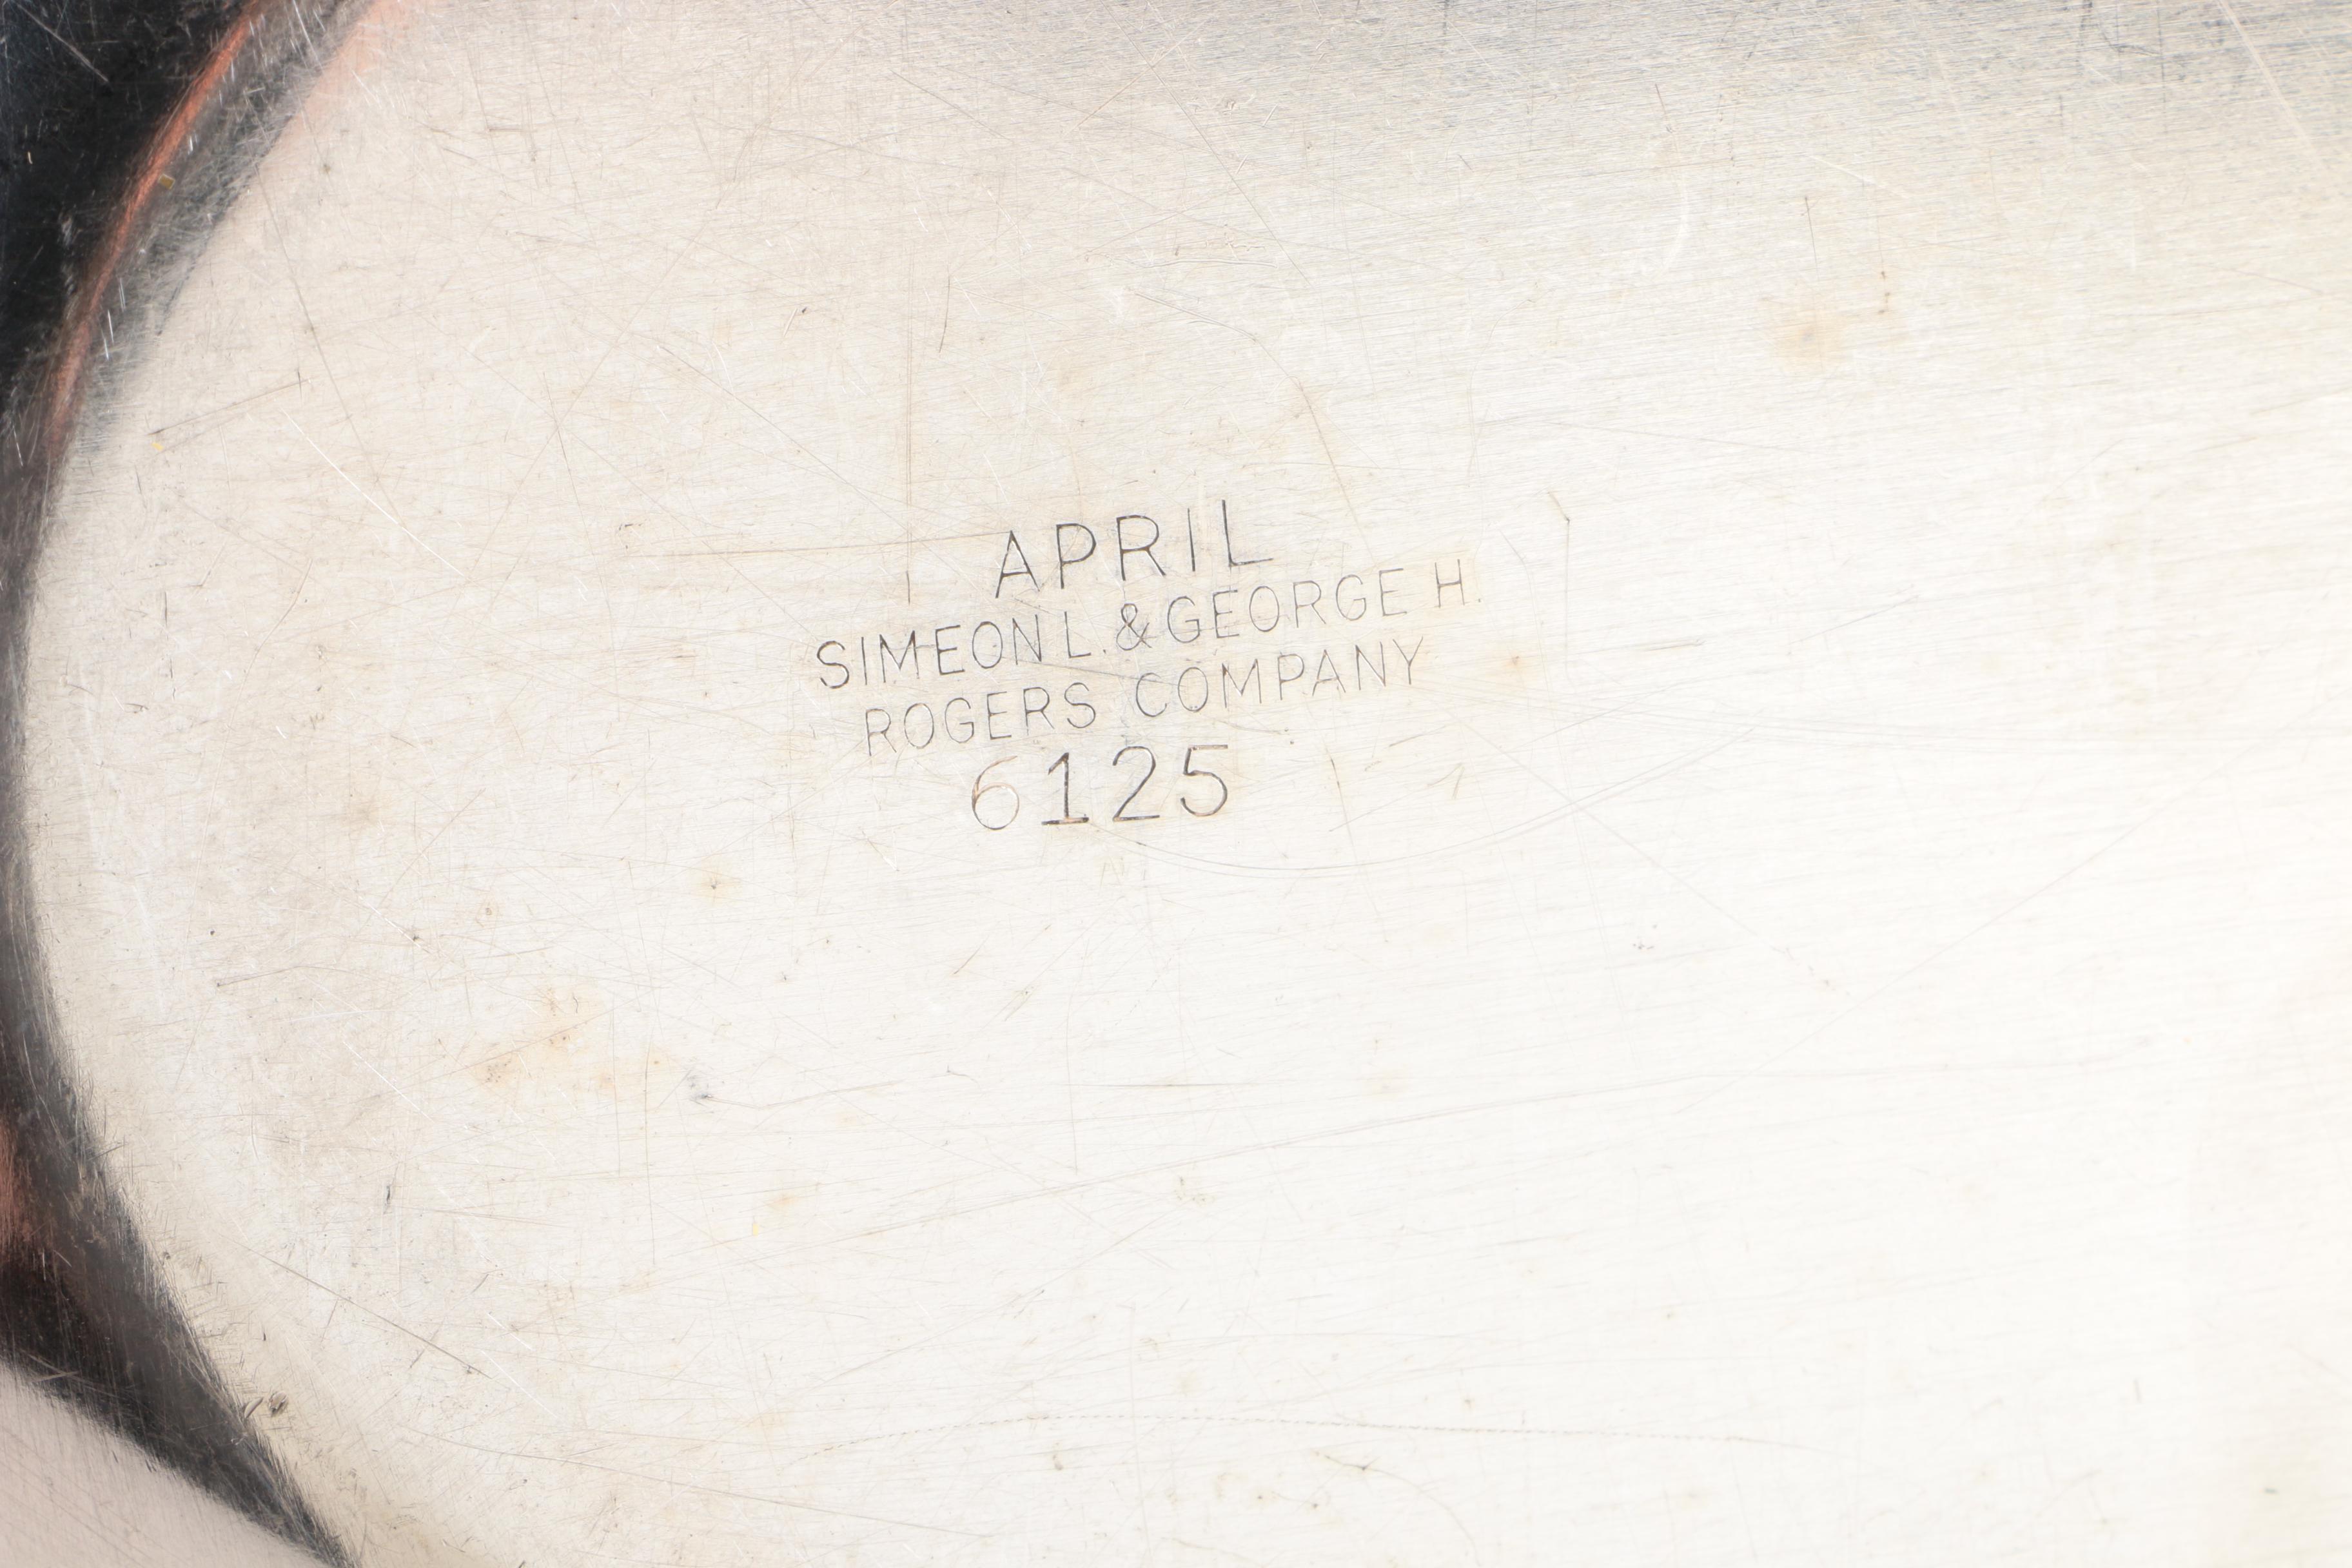 APRIL
SIMEON L. & GEORGE H.
ROGERS COMPANY
6125